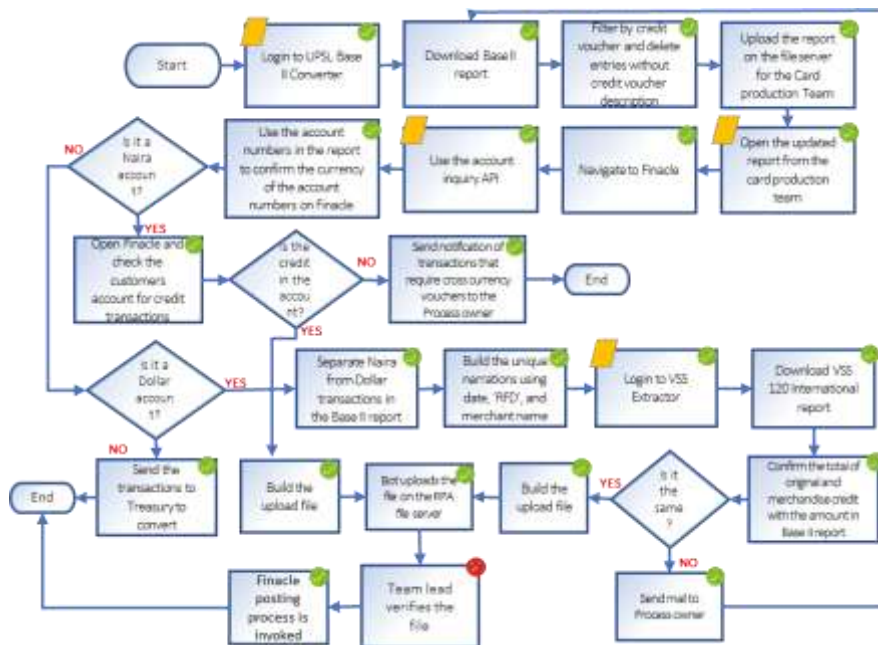 Start
Login to UPSL Base
II Converter
Download Base II
report
Filter by credit
voucher and delete
entries without
credit voucher
description
Upload the report
on the file server
for the Card
production Team
NO
Is it a
Naira
accoun
t?
Use the account
numbers in the report
to confirm the currency
of the account
numbers on Finacle
Use the account
inquiry API
Navigate to Finacle
Open the updated
report from the
card production
team
YES
Open Finacle and
check the
customers
account for credit
transactions
Is the
credit
in the
accou
nt?
NO
Send notification of
transactions that
require cross currency
vouchers to the
Process owner
End
YES
Is it a
Dollar
accoun
t?
YES
Separate Naira
from Dollar
transactions in
the Base II report
Build the unique
narrations using
date, 'RFD', and
merchant name
Login to VSS
Extractor
Download VSS
120 International
report
NO
End
Send the
transactions to
Treasury to
convert
Build the
upload file
Bot uploads the
file on the RPA
file server
Build the
upload file
YES
Is it
the
same
?
Confirm the total of
original and
merchandise credit
with the amount in
Base II report
NO
Finacle
posting
process is
invoked
Team lead
verifies the
file
Send mail to
Process owner